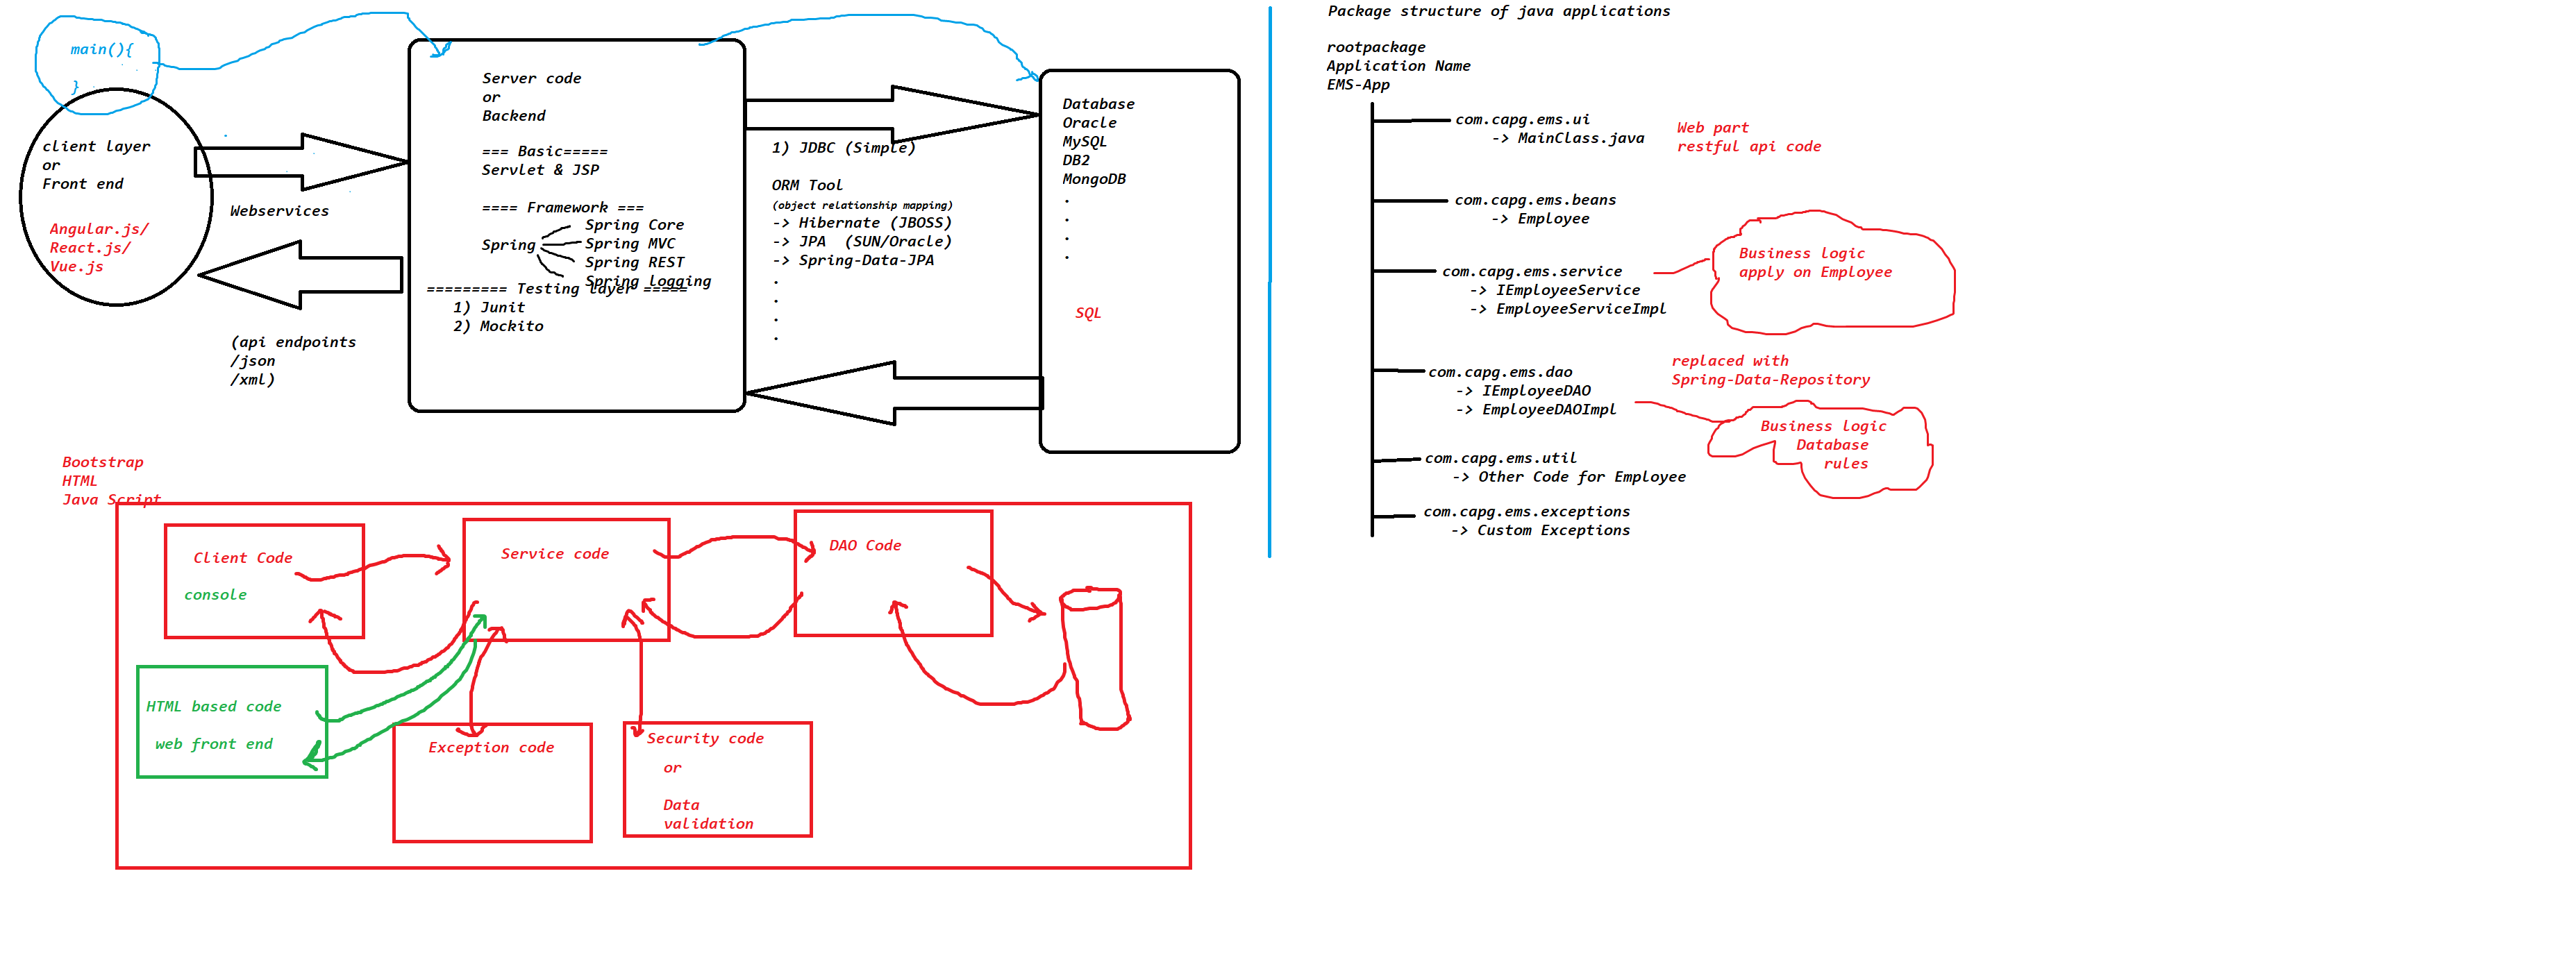 main(){
}
client layer
or
Front end
Angular.js/
React.js/
Vue.js
Webservices
(api endpoints
/json
/xml)
Server code
or
Backend
=== Basic=====
Servlet & JSP
==== Framework ===
Spring
Spring Core
Spring MVC
Spring REST
Spring logging
========= Testing layer =====
1) Junit
2) Mockito
1) JDBC (Simple)
ORM Tool
(object relationship mapping)
-> Hibernate (JBOSS)
-> JPA  (SUN/Oracle)
-> Spring-Data-JPA
.
.
.
.
Database
Oracle
MySQL
DB2
MongoDB
.
.
.
.
SQL
Bootstrap
HTML
Java Script
Client Code
console
Service code
DAO Code
HTML based code
web front end
Exception code
Security code
or
Data
validation
Package structure of java applications
rootpackage
Application Name
EMS-App
com.capg.ems.ui
-> MainClass.java
Web part
restful api code
com.capg.ems.beans
-> Employee
com.capg.ems.service
-> IEmployeeService
-> EmployeeServiceImpl
Business logic
apply on Employee
com.capg.ems.dao
-> IEmployeeDAO
-> EmployeeDAOImpl
replaced with
Spring-Data-Repository
Business logic
Database
rules
com.capg.ems.util
-> Other Code for Employee
com.capg.ems.exceptions
-> Custom Exceptions